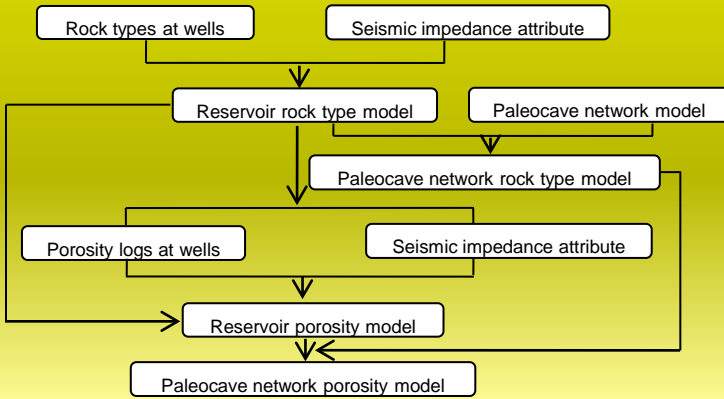 Rock types at wells
Seismic impedance attribute
Reservoir rock type model
Paleocave network model
Paleocave network rock type model
Porosity logs at wells
Seismic impedance attribute
Reservoir porosity model
Paleocave network porosity model